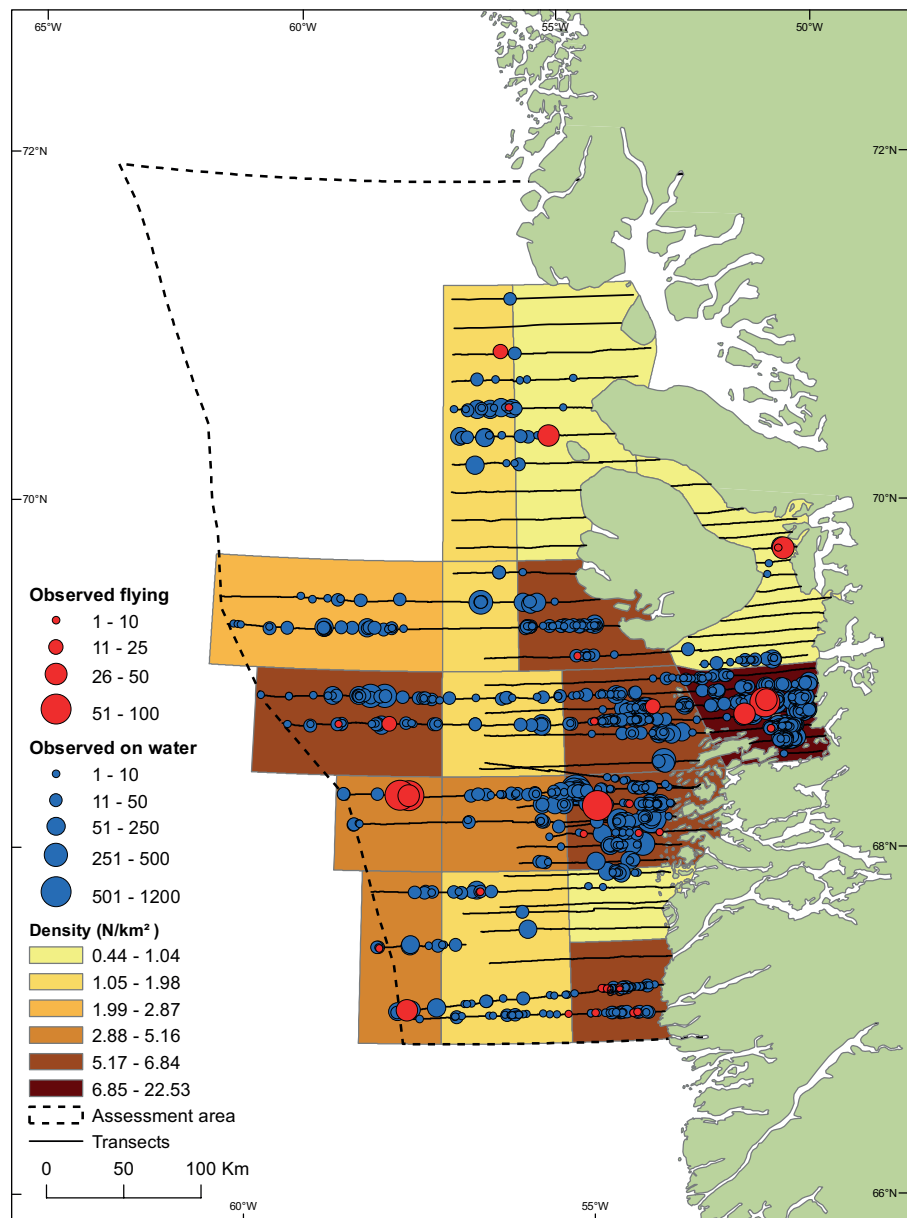 65°W 60°W 55°W 50°W
72°N 72°N
70°N 70°N
Observed flying
1 - 10
11 - 25
26 - 50
51 - 100
Observed on water
1 - 10
11 - 50
51 - 250
251 - 500
501 - 1200
68°N 68°N
Density (N/km²)
0.44 - 1.04
1.05 - 1.98
1.99 - 2.87
2.88 - 5.16
5.17 - 6.84
6.85 - 22.53
Assessment area
Transects
0 50 100 Km
66°N
60°W 55°W